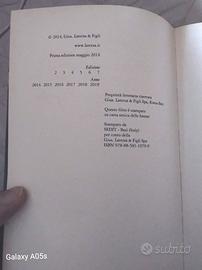 © 2014, Gius. Laterza & Figli
www.laterza.it
Prima edizione maggio 2014
Edizione
2 3 4 5 6 7
Anno
2014 2015 2016 2017 2018 2019
Proprietà letteraria riservata
Gius. Laterza & Figli Spa, Roma-Bari
Questo libro è stampato
su carta amica delle foreste
Stampato da
SEDIT - Bari (Italy)
per conto della
Gius. Laterza & Figli Spa
ISBN 978-88-581-
subito
Galaxy A05s